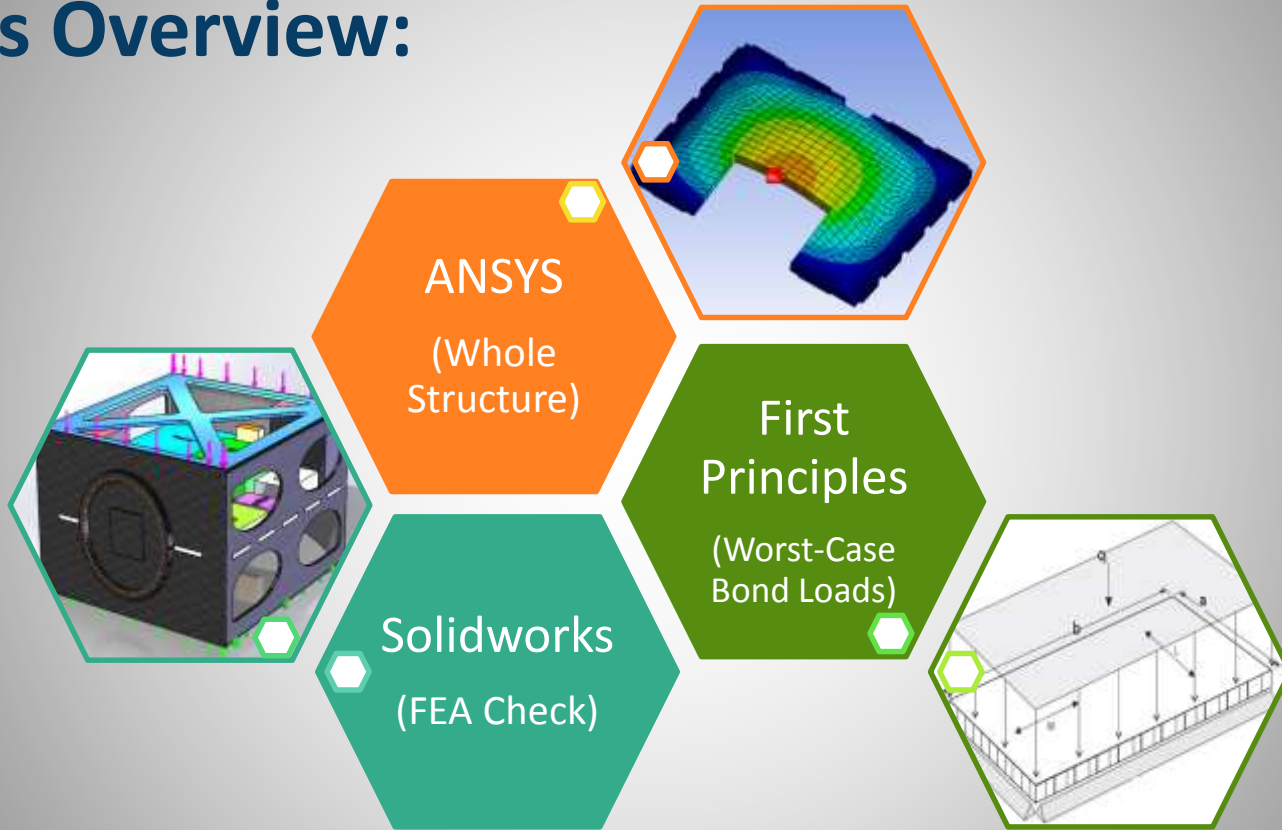 s Overview:
ANSYS
(Whole
Structure)
First
Principles
(Worst-Case
Bond Loads)
Solidworks
(FEA Check)
q
a
b